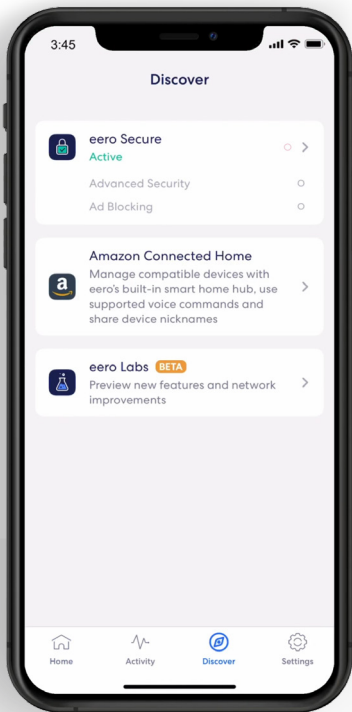 3:45
Discover
eero Secure
Active
Advanced Security
Ad Blocking
Amazon Connected Home
Manage compatible devices with
eero's built-in smart home hub, use
supported voice commands and
share device nicknames
eero Labs BETA
Preview new features and network
improvements
Home Activity Discover Settings